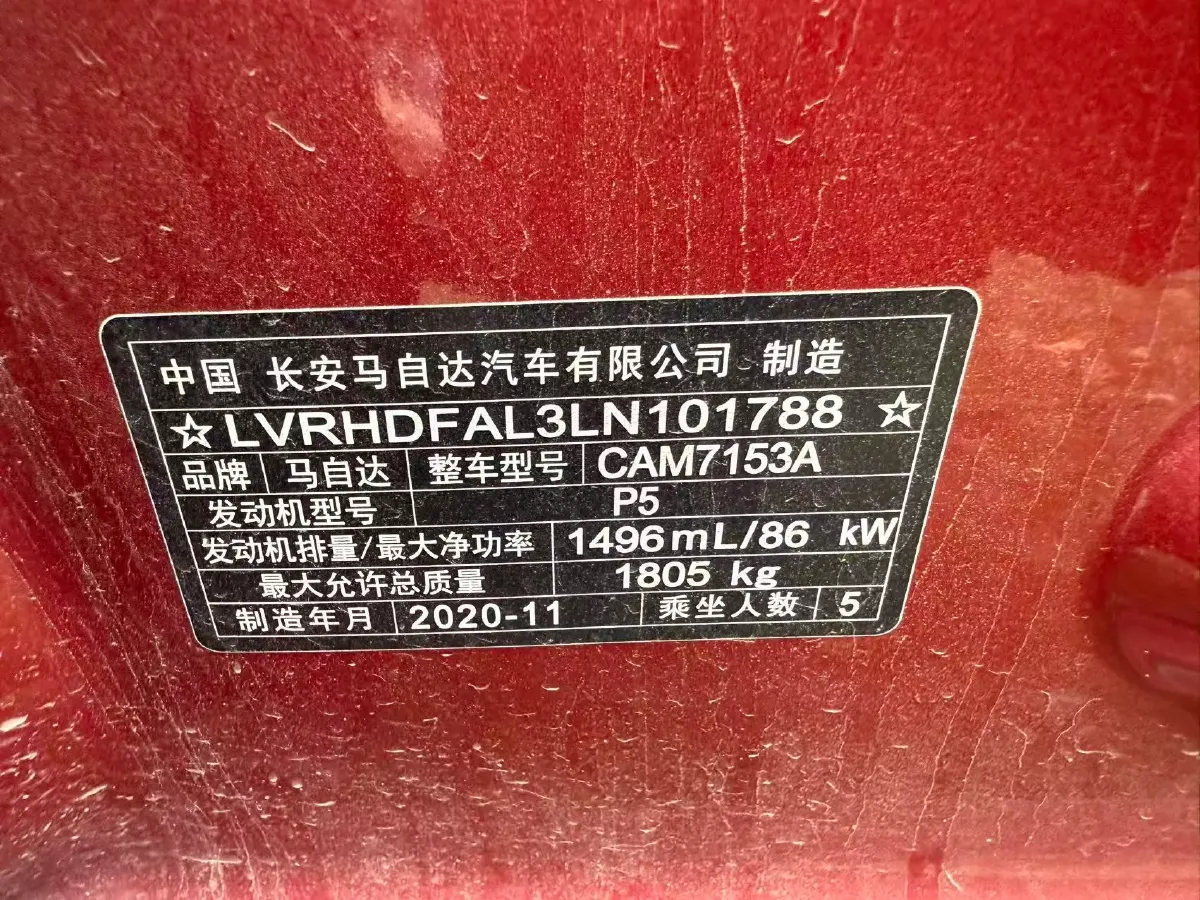 中国 长安马自达汽车有限公司 制造
☆LVRHDFAL3LN101788☆
品牌 马自达 整车型号 CAM7153A
发动机型号 P5
发动机排量/最大净功率 1496mL/86 kW
最大允许总质量 1805 kg
制造年月 2020-11 乘坐人数 5